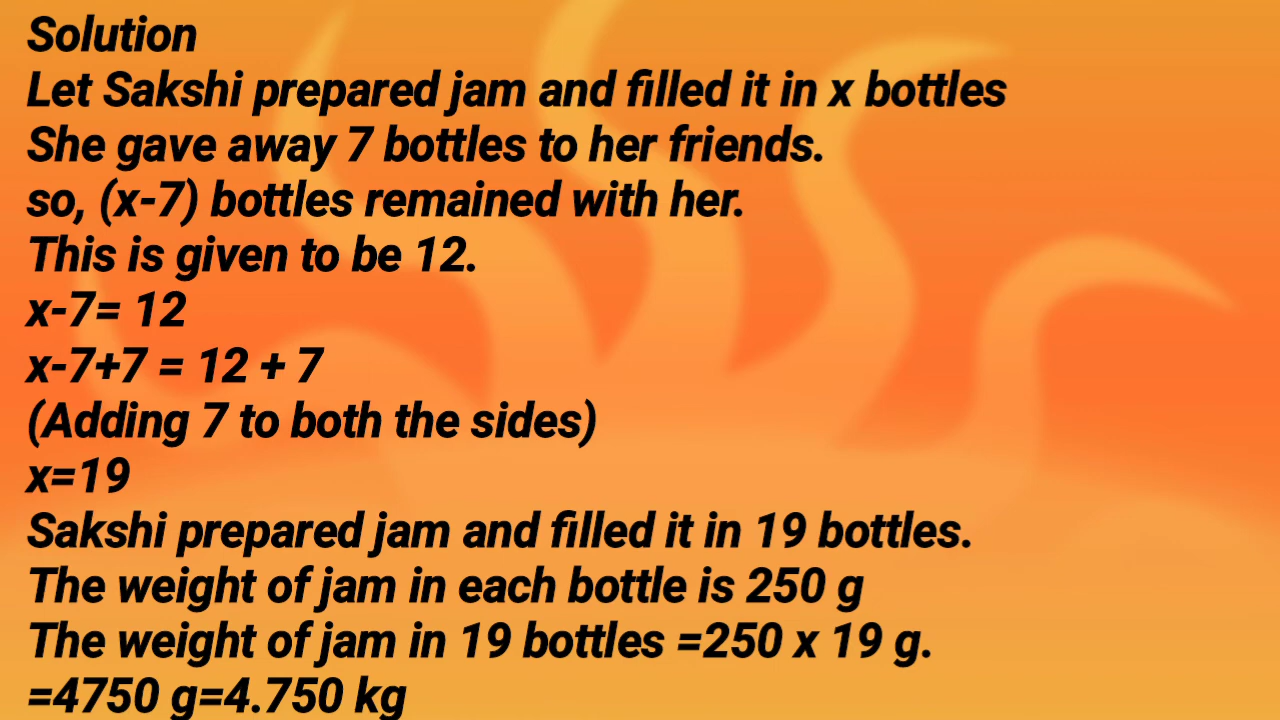 Solution
Let Sakshi prepared jam and filled it in x bottles
She gave away 7 bottles to her friends.
so, (x-7) bottles remained with her.
This is given to be 12.
x-7= 12
x-7+7 = 12 + 7
(Adding 7 to both the sides)
x=19
Sakshi prepared jam and filled it in 19 bottles.
The weight of jam in each bottle is 250 g
The weight of jam in 19 bottles =250 x 19 g.
=4750 g=4.750 kg